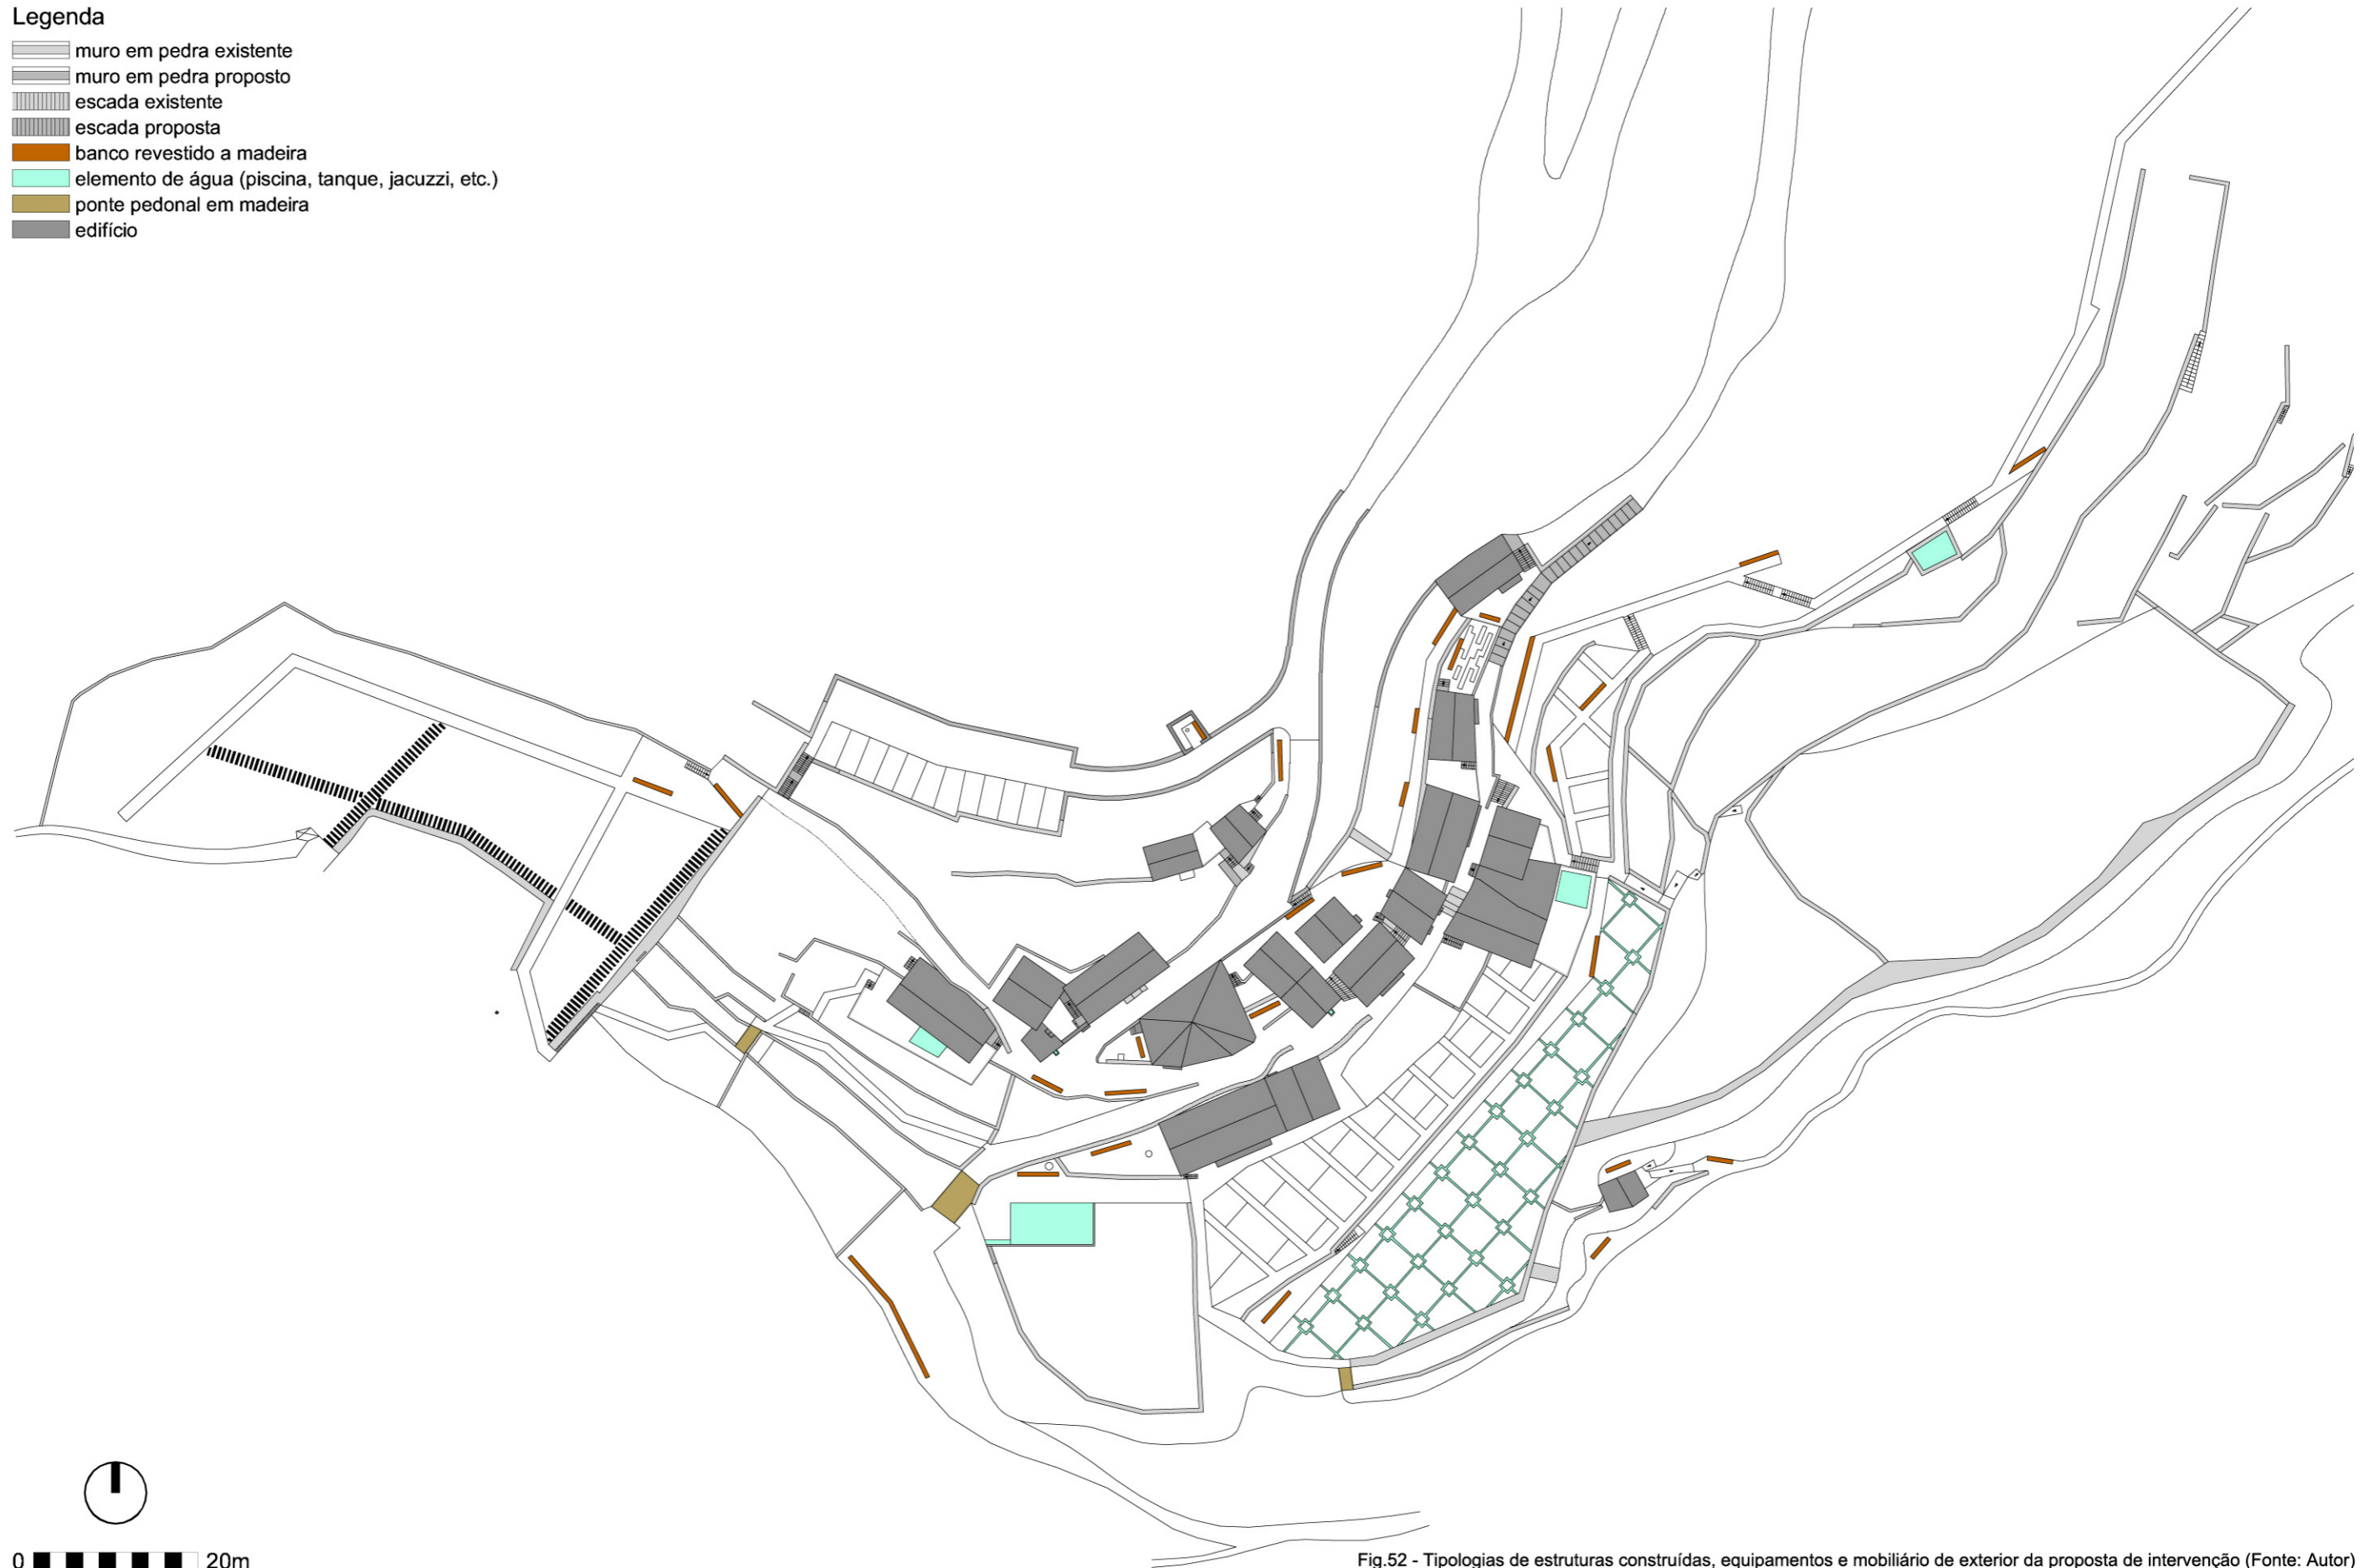 Legenda
muro em pedra existente
muro em pedra proposto
escada existente
escada proposta
banco revestido a madeira
elemento de água (piscina, tanque, jacuzzi, etc.)
ponte pedonal em madeira
edifício
0 20m
Fig.52 - Tipologias de estruturas construídas, equipamentos e mobiliário de exterior da proposta de intervenção (Fonte: Autor)